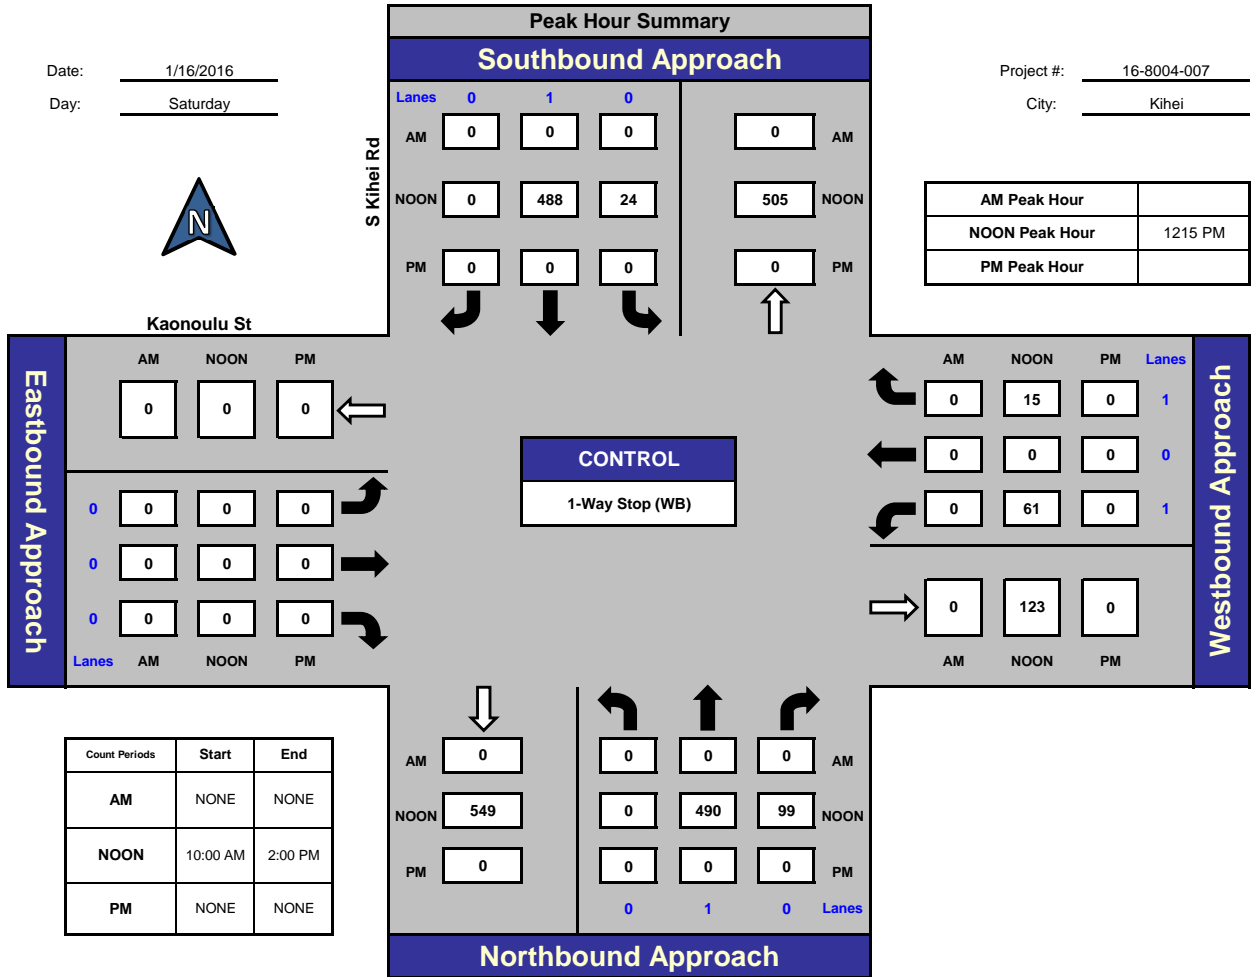 Peak Hour Summary
Southbound Approach
Date: 1/16/2016
Day: Saturday
Project #: 16-8004-007
City: Kihei
N
S Kihei Rd
Lanes 0 1 0
AM 0 0 0 0 AM
NOON 0 488 24 505 NOON
PM 0 0 0 0 PM
AM Peak Hour
NOON Peak Hour 1215 PM
PM Peak Hour
Kaonoulu St
Eastbound Approach
AM NOON PM
0 0 0
0 0 0 0
0 0 0 0
0 0 0 0
Lanes AM NOON PM
CONTROL
1-Way Stop (WB)
AM NOON PM Lanes
0 15 0 1
0 0 0 0
0 61 0 1
0 123 0
AM NOON PM
Westbound Approach
Count Periods Start End
AM NONE NONE
NOON 10:00 AM 2:00 PM
PM NONE NONE
AM 0 0 0 0 AM
NOON 549 0 490 99 NOON
PM 0 0 0 0 PM
0 1 0 Lanes
Northbound Approach